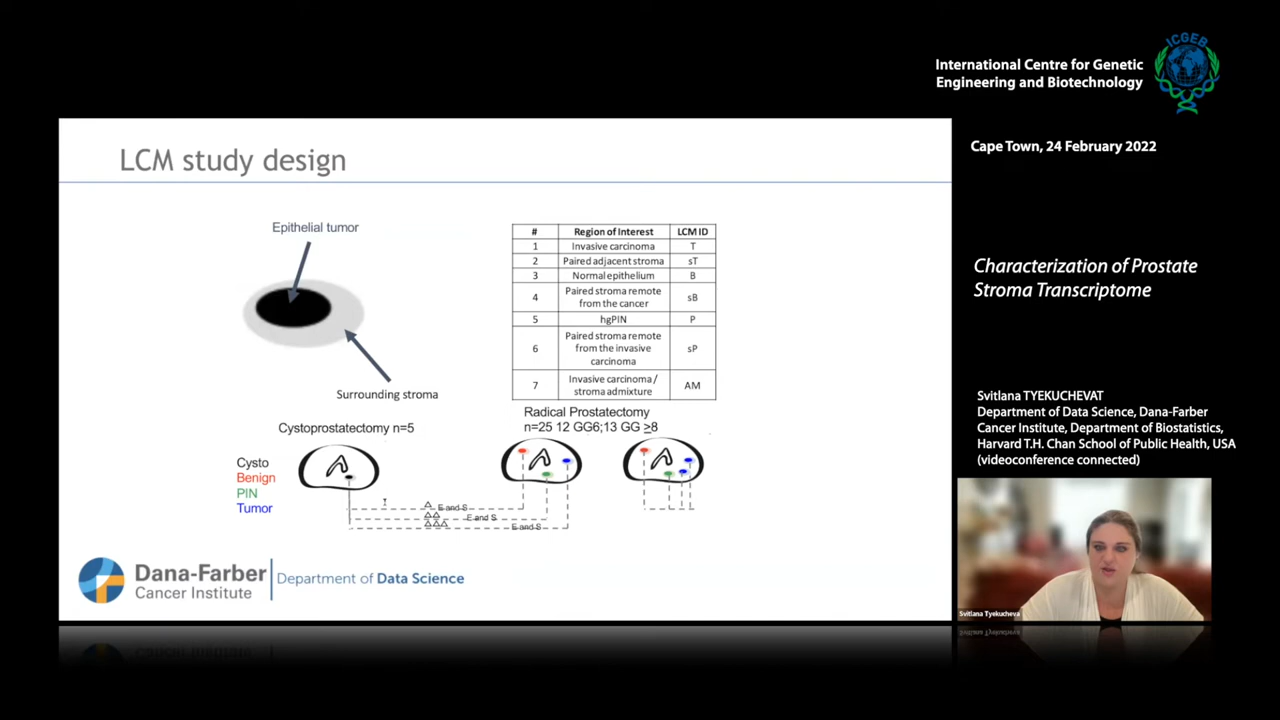 International Centre for Genetic
Engineering and Biotechnology
ICGEB
Cape Town, 24 February 2022
LCM study design
Epithelial tumor
Surrounding stroma
# Region of Interest LCM ID
1 Invasive carcinoma T
2 Paired adjacent stroma sT
3 Normal epithelium B
4 Paired stroma remote from the cancer sB
5 hgPIN P
6 Paired stroma remote from the invasive carcinoma sP
7 Invasive carcinoma / stroma admixture AM
Cystoprostatectomy n=5
Radical Prostatectomy
n=25 12 GG6;13 GG ≥8
Cysto
Benign
PIN
Tumor
E and S
E and S
E and S
Dana-Farber
Cancer Institute
Department of Data Science
Characterization of Prostate
Stroma Transcriptome
Svitlana TYEKUCHEVAT
Department of Data Science, Dana-Farber
Cancer Institute, Department of Biostatistics,
Harvard T.H. Chan School of Public Health, USA
(videoconference connected)
Svitlana Tyekucheva